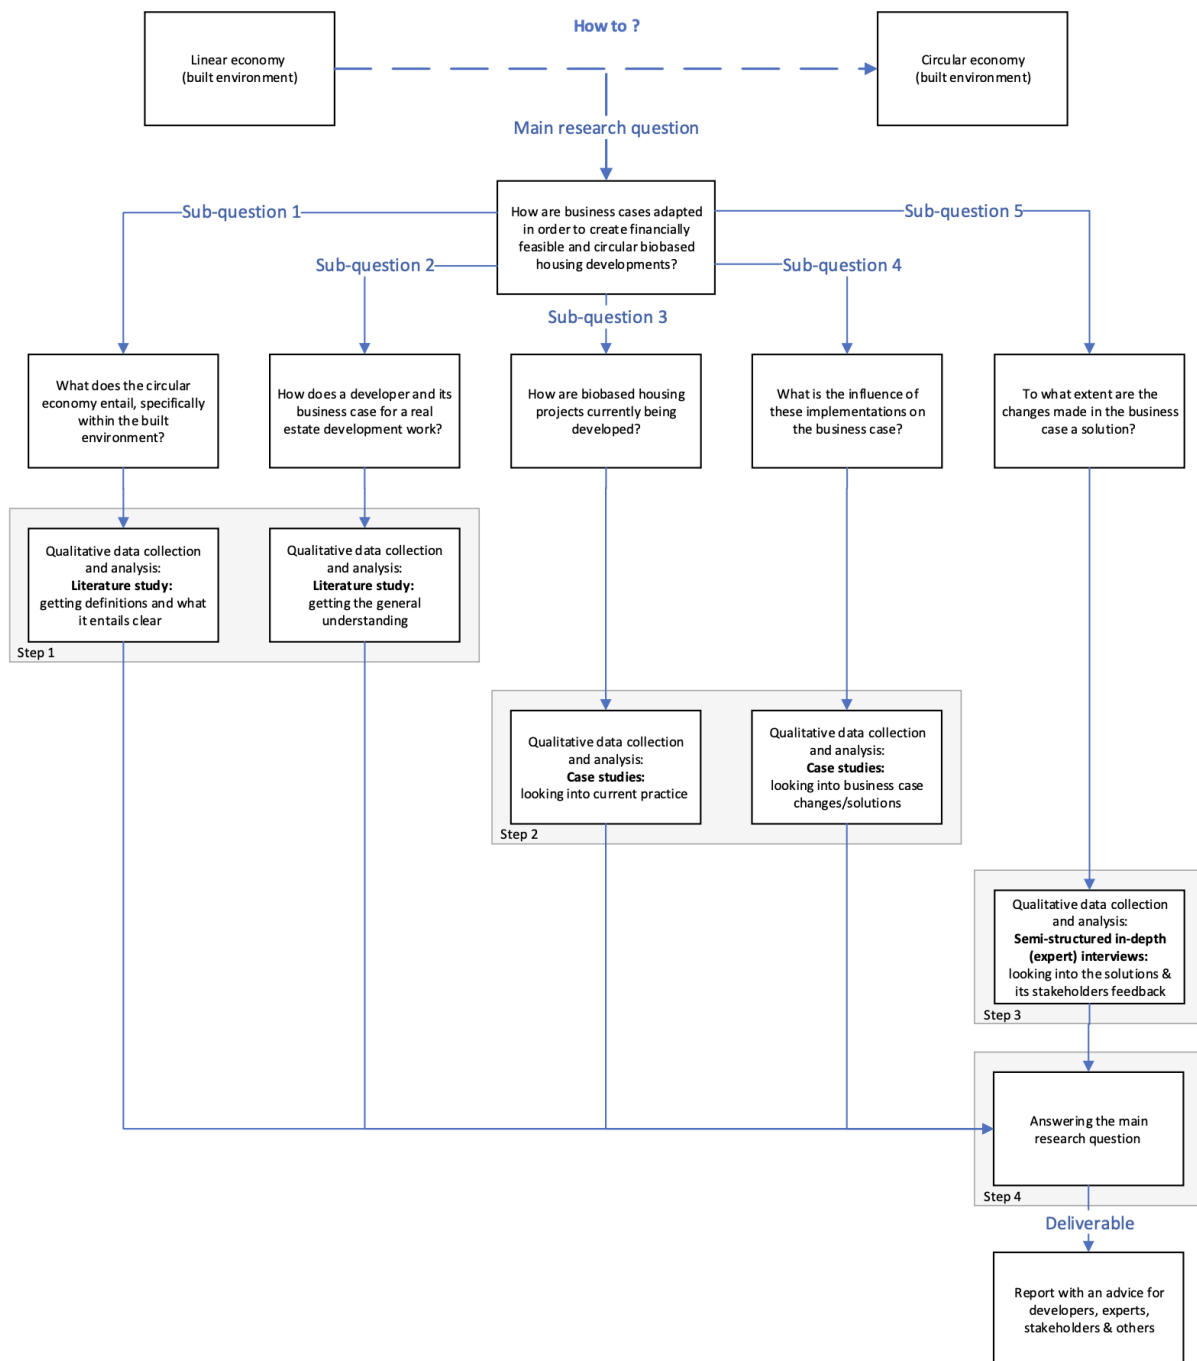 How to ?
Linear economy
(built environment)
Circular economy
(built environment)
Main research question
How are business cases adapted
in order to create financially
feasible and circular biobased
housing developments?
Sub-question 1
Sub-question 5
Sub-question 2
Sub-question 4
Sub-question 3
What does the circular
economy entail, specifically
within the built
environment?
How does a developer and its
business case for a real
estate development work?
How are biobased housing
projects currently being
developed?
What is the influence of
these implementations on
the business case?
To what extent are the
changes made in the business
case a solution?
Qualitative data collection
and analysis:
Literature study:
getting definitions and what
it entails clear
Qualitative data collection
and analysis:
Literature study:
getting the general
understanding
Step 1
Qualitative data collection
and analysis:
Case studies:
looking into current practice
Qualitative data collection
and analysis:
Case studies:
looking into business case
changes/solutions
Step 2
Qualitative data collection
and analysis:
Semi-structured in-depth
(expert) interviews:
looking into the solutions &
its stakeholders feedback
Step 3
Answering the main
research question
Step 4
Deliverable
Report with an advice for
developers, experts,
stakeholders & others